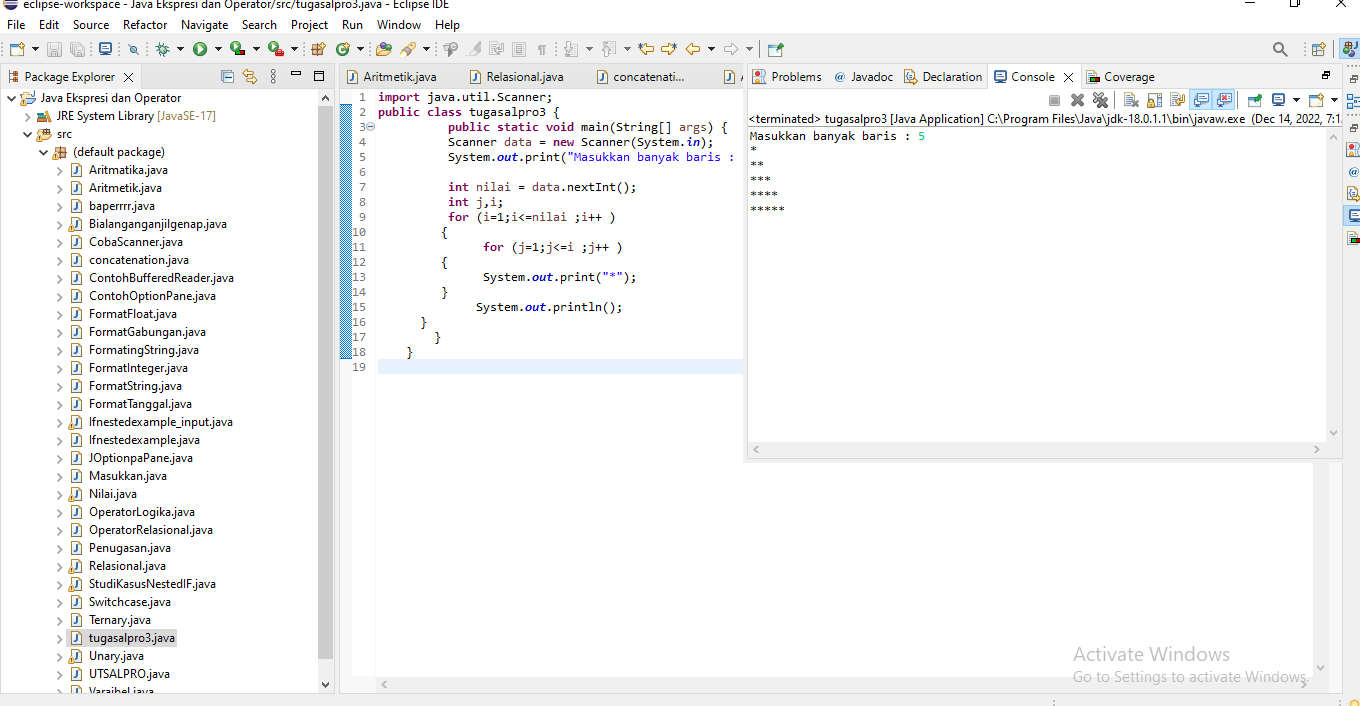 eclipse-workspace - Java Ekspresi dan Operator/src/tugasalpro3.java - Eclipse IDE
File Edit Source Refactor Navigate Search Project Run Window Help
Package Explorer
Java Ekspresi dan Operator
JRE System Library [JavaSE-17]
src
(default package)
Aritmatika.java
Aritmetik.java
baperrrr.java
Bialanganganjilgenap.java
CobaScanner.java
concatenation.java
ContohBufferedReader.java
ContohOptionPane.java
FormatFloat.java
FormatGabungan.java
FormatingString.java
FormatInteger.java
FormatString.java
FormatTanggal.java
Ifnestedexample_input.java
Ifnestedexample.java
JOptionpaPane.java
Masukkan.java
Nilai.java
OperatorLogika.java
OperatorRelasional.java
Penugasan.java
Relasional.java
StudiKasusNestedIF.java
Switchcase.java
Ternary.java
tugasalpro3.java
Unary.java
UTSALPRO.java
Varaibel.java
Aritmetik.java Relasional.java concatenati...
1 import java.util.Scanner;
2 public class tugasalpro3 {
3 public static void main(String[] args) {
4 Scanner data = new Scanner(System.in);
5 System.out.print("Masukkan banyak baris :
6
7 int nilai = data.nextInt();
8 int j,i;
9 for (i=1;i<=nilai ;i++ )
10 {
11 for (j=1;j<=i ;j++ )
12 {
13 System.out.print("*");
14 }
15 System.out.println();
16 }
17 }
18 }
19
Problems Javadoc Declaration Console Coverage
<terminated> tugasalpro3 [Java Application] C:\Program Files\Java\jdk-18.0.1.1\bin\javaw.exe (Dec 14, 2022, 7:1
Masukkan banyak baris : 5
*
**
***
****
*****
Activate Windows
Go to Settings to activate Windows.